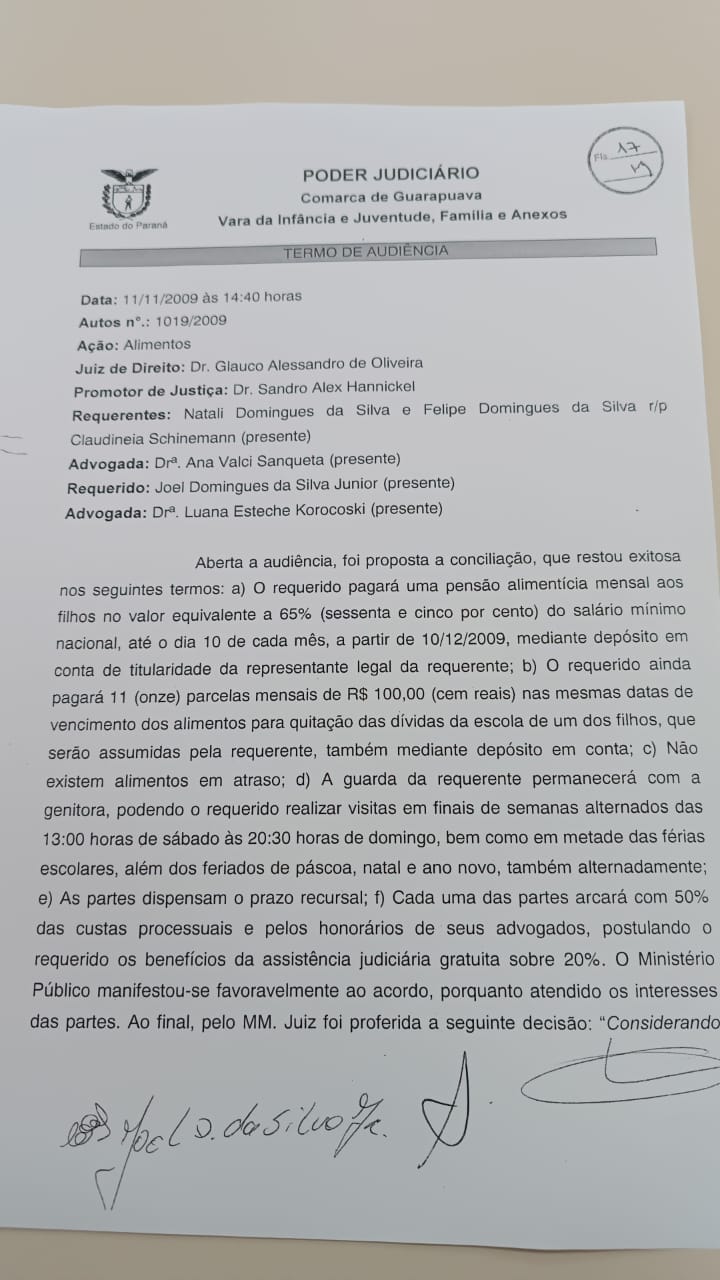 Fls. 17
PODER JUDICIÁRIO
Comarca de Guarapuava
Vara da Infância e Juventude, Família e Anexos
Estado do Paraná
TERMO DE AUDIÊNCIA
Data: 11/11/2009 às 14:40 horas
Autos nº.: 1019/2009
Ação: Alimentos
Juiz de Direito: Dr. Glauco Alessandro de Oliveira
Promotor de Justiça: Dr. Sandro Alex Hannickel
Requerentes: Natali Domingues da Silva e Felipe Domingues da Silva r/p
Claudineia Schinemann (presente)
Advogada: Drª. Ana Valci Sanqueta (presente)
Requerido: Joel Domingues da Silva Junior (presente)
Advogada: Drª. Luana Esteche Korocoski (presente)
Aberta a audiência, foi proposta a conciliação, que restou exitosa
nos seguintes termos: a) O requerido pagará uma pensão alimentícia mensal aos
filhos no valor equivalente a 65% (sessenta e cinco por cento) do salário mínimo
nacional, até o dia 10 de cada mês, a partir de 10/12/2009, mediante depósito em
conta de titularidade da representante legal da requerente; b) O requerido ainda
pagará 11 (onze) parcelas mensais de R$ 100,00 (cem reais) nas mesmas datas de
vencimento dos alimentos para quitação das dívidas da escola de um dos filhos, que
serão assumidas pela requerente, também mediante depósito em conta; c) Não
existem alimentos em atraso; d) A guarda da requerente permanecerá com a
genitora, podendo o requerido realizar visitas em finais de semanas alternados das
13:00 horas de sábado às 20:30 horas de domingo, bem como em metade das férias
escolares, além dos feriados de páscoa, natal e ano novo, também alternadamente;
e) As partes dispensam o prazo recursal; f) Cada uma das partes arcará com 50%
das custas processuais e pelos honorários de seus advogados, postulando o
requerido os benefícios da assistência judiciária gratuita sobre 20%. O Ministério
Público manifestou-se favoravelmente ao acordo, porquanto atendido os interesses
das partes. Ao final, pelo MM. Juiz foi proferida a seguinte decisão: “Considerando
Joel D. da Silva Jr.